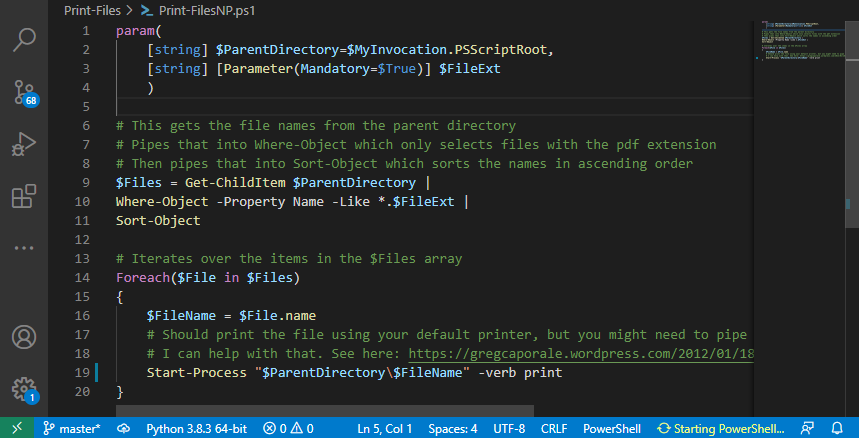 Print-Files > Print-FilesNP.ps1
1 param(
2 [string] $ParentDirectory=$MyInvocation.PSScriptRoot,
3 [string] [Parameter(Mandatory=$True)] $FileExt
4 )
5
6 # This gets the file names from the parent directory
7 # Pipes that into Where-Object which only selects files with the pdf extension
8 # Then pipes that into Sort-Object which sorts the names in ascending order
9 $Files = Get-ChildItem $ParentDirectory |
10 Where-Object -Property Name -Like *.$FileExt |
11 Sort-Object
12
13 # Iterates over the items in the $Files array
14 Foreach($File in $Files)
15 {
16 $FileName = $File.name
17 # Should print the file using your default printer, but you might need to pipe
18 # I can help with that. See here: https://gregcaporale.wordpress.com/2012/01/18
19 Start-Process "$ParentDirectory\$FileName" -verb print
20 }
68
1
master* Python 3.8.3 64-bit 0 0 Ln 5, Col 1 Spaces: 4 UTF-8 CRLF PowerShell Starting PowerShell...